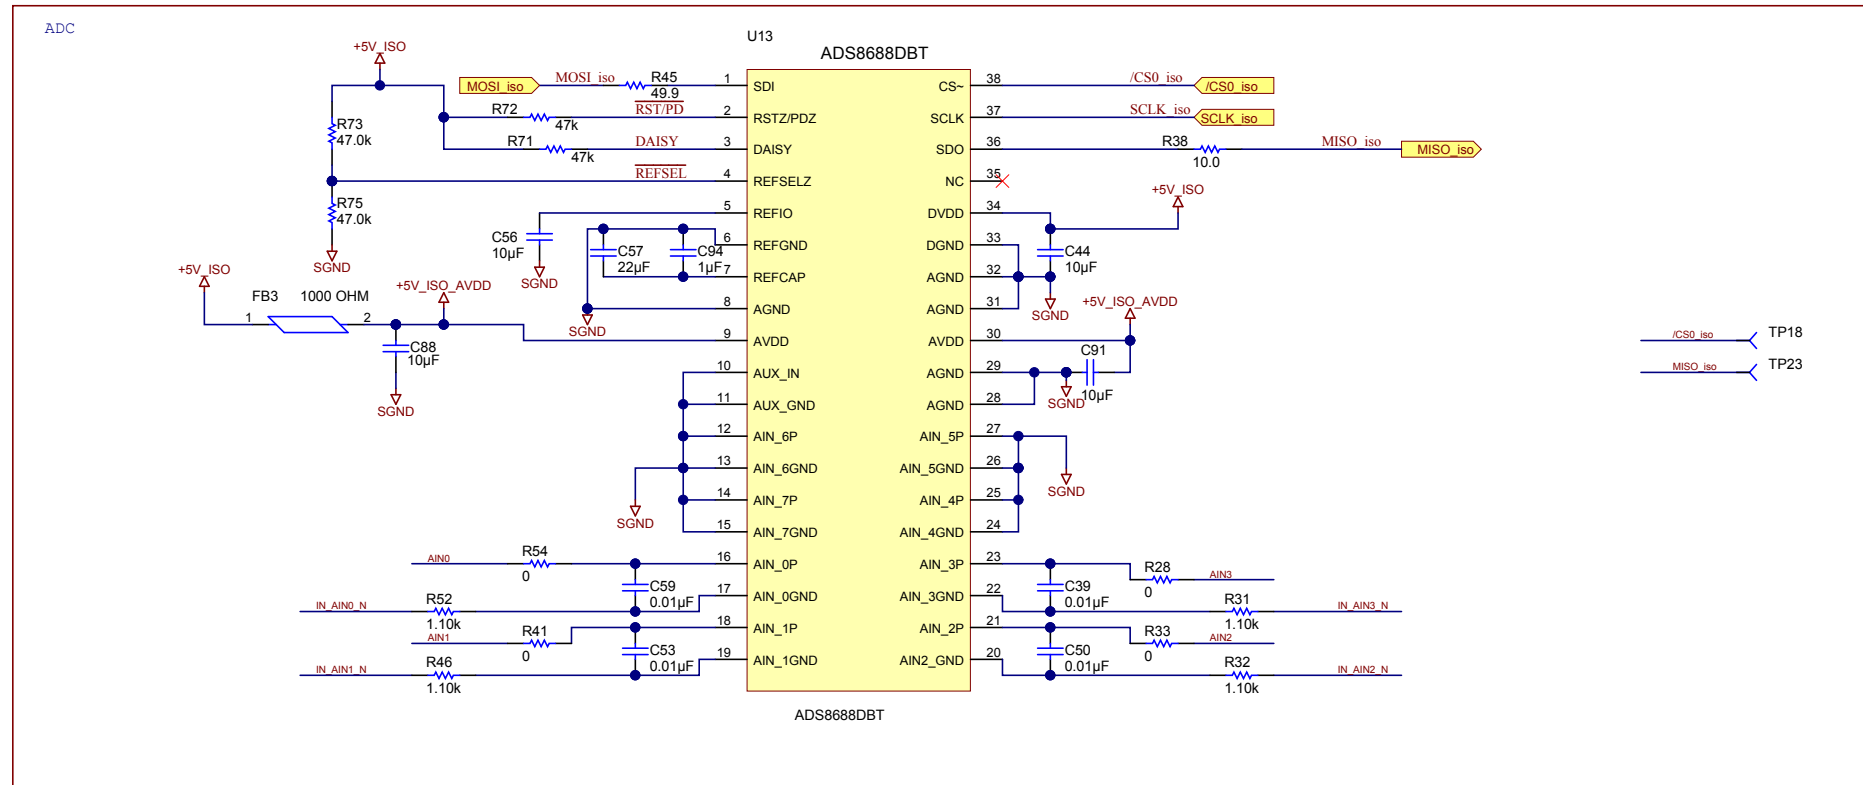 ADC
U13
ADS8688DBT
+5V_ISO
MOSI_iso
MOSI_iso
R45
49.9
1
SDI
CS~
38
/CS0_iso
/CS0_iso
R72
47k
RST/PD
2
RSTZ/PDZ
SCLK
37
SCLK_iso
SCLK_iso
R73
47.0k
R71
47k
DAISY
3
DAISY
SDO
36
R38
10.0
MISO_iso
MISO_iso
REFSEL
4
REFSELZ
NC
35
R75
47.0k
SGND
5
REFIO
DVDD
34
+5V_ISO
C56
10µF
SGND
6
REFGND
DGND
33
C57
22µF
C94
1µF
C44
10µF
7
REFCAP
AGND
32
+5V_ISO
FB3
1000 OHM
1
2
+5V_ISO_AVDD
SGND
8
AGND
AGND
31
SGND
+5V_ISO_AVDD
C88
10µF
SGND
9
AVDD
AVDD
30
/CS0_iso
TP18
10
AUX_IN
AGND
29
C91
10µF
SGND
MISO_iso
TP23
11
AUX_GND
AGND
28
12
AIN_6P
AIN_5P
27
13
AIN_6GND
AIN_5GND
26
SGND
14
AIN_7P
AIN_4P
25
SGND
15
AIN_7GND
AIN_4GND
24
AIN0
R54
0
16
AIN_0P
AIN_3P
23
R28
0
AIN3
C59
0.01µF
C39
0.01µF
IN_AIN0_N
R52
1.10k
17
AIN_0GND
AIN_3GND
22
R31
1.10k
IN_AIN3_N
AIN1
R41
0
18
AIN_1P
AIN_2P
21
R33
0
AIN2
C53
0.01µF
C50
0.01µF
IN_AIN1_N
R46
1.10k
19
AIN_1GND
AIN2_GND
20
R32
1.10k
IN_AIN2_N
ADS8688DBT